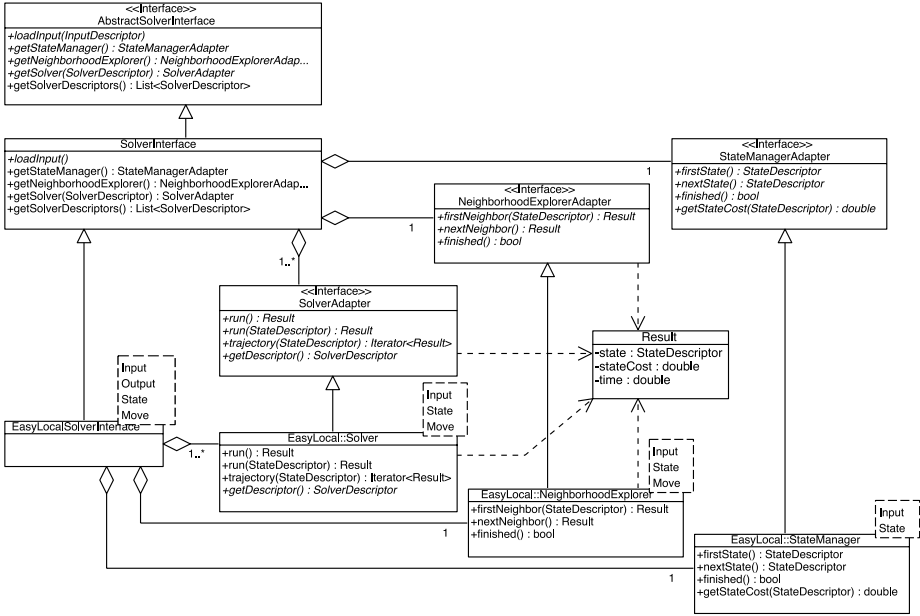 <<Interface>>
AbstractSolverInterface
+loadInput(InputDescriptor)
+getStateManager() : StateManagerAdapter
+getNeighborhoodExplorer() : NeighborhoodExplorerAdap...
+getSolver(SolverDescriptor) : SolverAdapter
+getSolverDescriptors() : List<SolverDescriptor>
SolverInterface
+loadInput()
+getStateManager() : StateManagerAdapter
+getNeighborhoodExplorer() : NeighborhoodExplorerAdap...
+getSolver(SolverDescriptor) : SolverAdapter
+getSolverDescriptors() : List<SolverDescriptor>
1
<<Interface>>
StateManagerAdapter
+firstState() : StateDescriptor
+nextState() : StateDescriptor
+finished() : bool
+getStateCost(StateDescriptor) : double
1
<<Interface>>
NeighborhoodExplorerAdapter
+firstNeighbor(StateDescriptor) : Result
+nextNeighbor() : Result
+finished() : bool
1..*
<<Interface>>
SolverAdapter
+run() : Result
+run(StateDescriptor) : Result
+trajectory(StateDescriptor) : Iterator<Result>
+getDescriptor() : SolverDescriptor
Result
-state : StateDescriptor
-stateCost : double
-time : double
Input
Output
State
Move
EasyLocalSolverInterface
1..*
Input
State
Move
EasyLocal::Solver
+run() : Result
+run(StateDescriptor) : Result
+trajectory(StateDescriptor) : Iterator<Result>
+getDescriptor() : SolverDescriptor
Input
State
Move
EasyLocal::NeighborhoodExplorer
+firstNeighbor(StateDescriptor) : Result
+nextNeighbor() : Result
+finished() : bool
1
Input
State
EasyLocal::StateManager
+firstState() : StateDescriptor
+nextState() : StateDescriptor
+finished() : bool
+getStateCost(StateDescriptor) : double
1